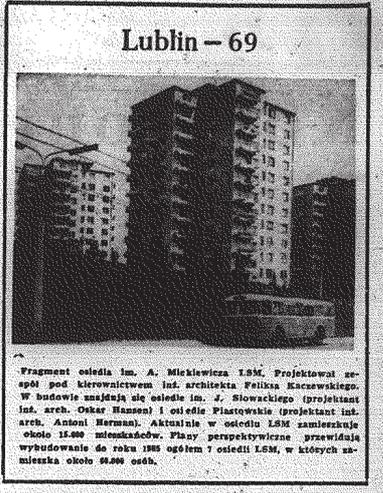 Lublin – 69
Fragment osiedla im. A. Mickiewicza LSM. Projektował ze-
spół pod kierownictwem inż. architekta Feliksa Kaczewskiego.
W budowie znajdują się osiedle im. J. Słowackiego (projektant
inż. arch. Oskar Hansen) i osiedle Piastowskie (projektant inż.
arch. Antoni Herman). Aktualnie w osiedlu LSM zamieszkuje
około 15.000 mieszkańców. Plany perspektywiczne przewidują
wybudowanie do roku 1985 ogółem 7 osiedli LSM, w których za-
mieszka około osób.